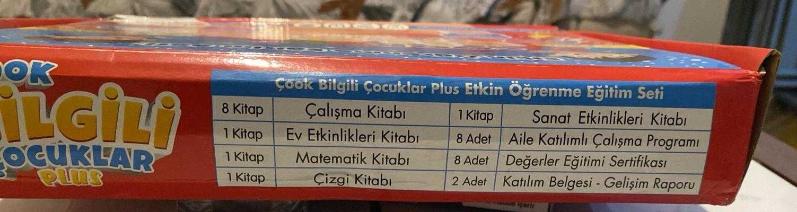 ÇOOK
BİLGİLİ
ÇOCUKLAR
PLUS
Çook Bilgili Çocuklar Plus Etkin Öğrenme Eğitim Seti
8 Kitap Çalışma Kitabı 1 Kitap Sanat Etkinlikleri Kitabı
1 Kitap Ev Etkinlikleri Kitabı 8 Adet Aile Katılımlı Çalışma Programı
1 Kitap Matematik Kitabı 8 Adet Değerler Eğitimi Sertifikası
1 Kitap Çizgi Kitabı 2 Adet Katılım Belgesi - Gelişim Raporu